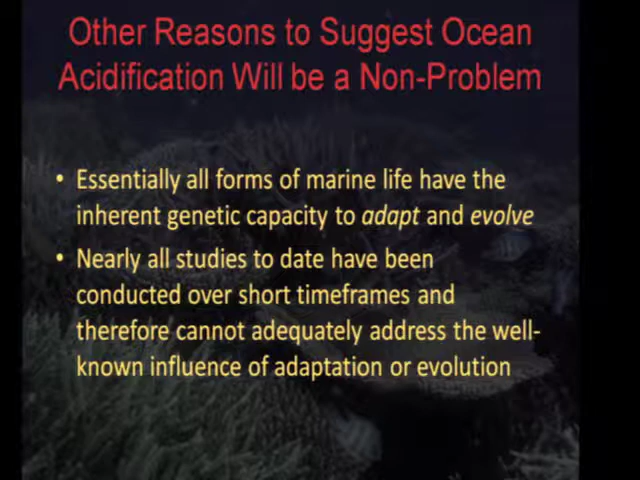 Other Reasons to Suggest Ocean
Acidification Will be a Non-Problem
• Essentially all forms of marine life have the
inherent genetic capacity to adapt and evolve
• Nearly all studies to date have been
conducted over short timeframes and
therefore cannot adequately address the well-
known influence of adaptation or evolution